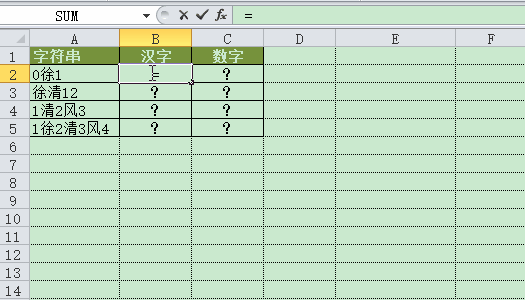 SUM =
A B C D E F
1 字符串 汉字 数字
2 0徐1 = ?
3 徐清12 ? ?
4 1清2风3 ? ?
5 1徐2清3风4 ? ?
6
7
8
9
10
11
12
13
14